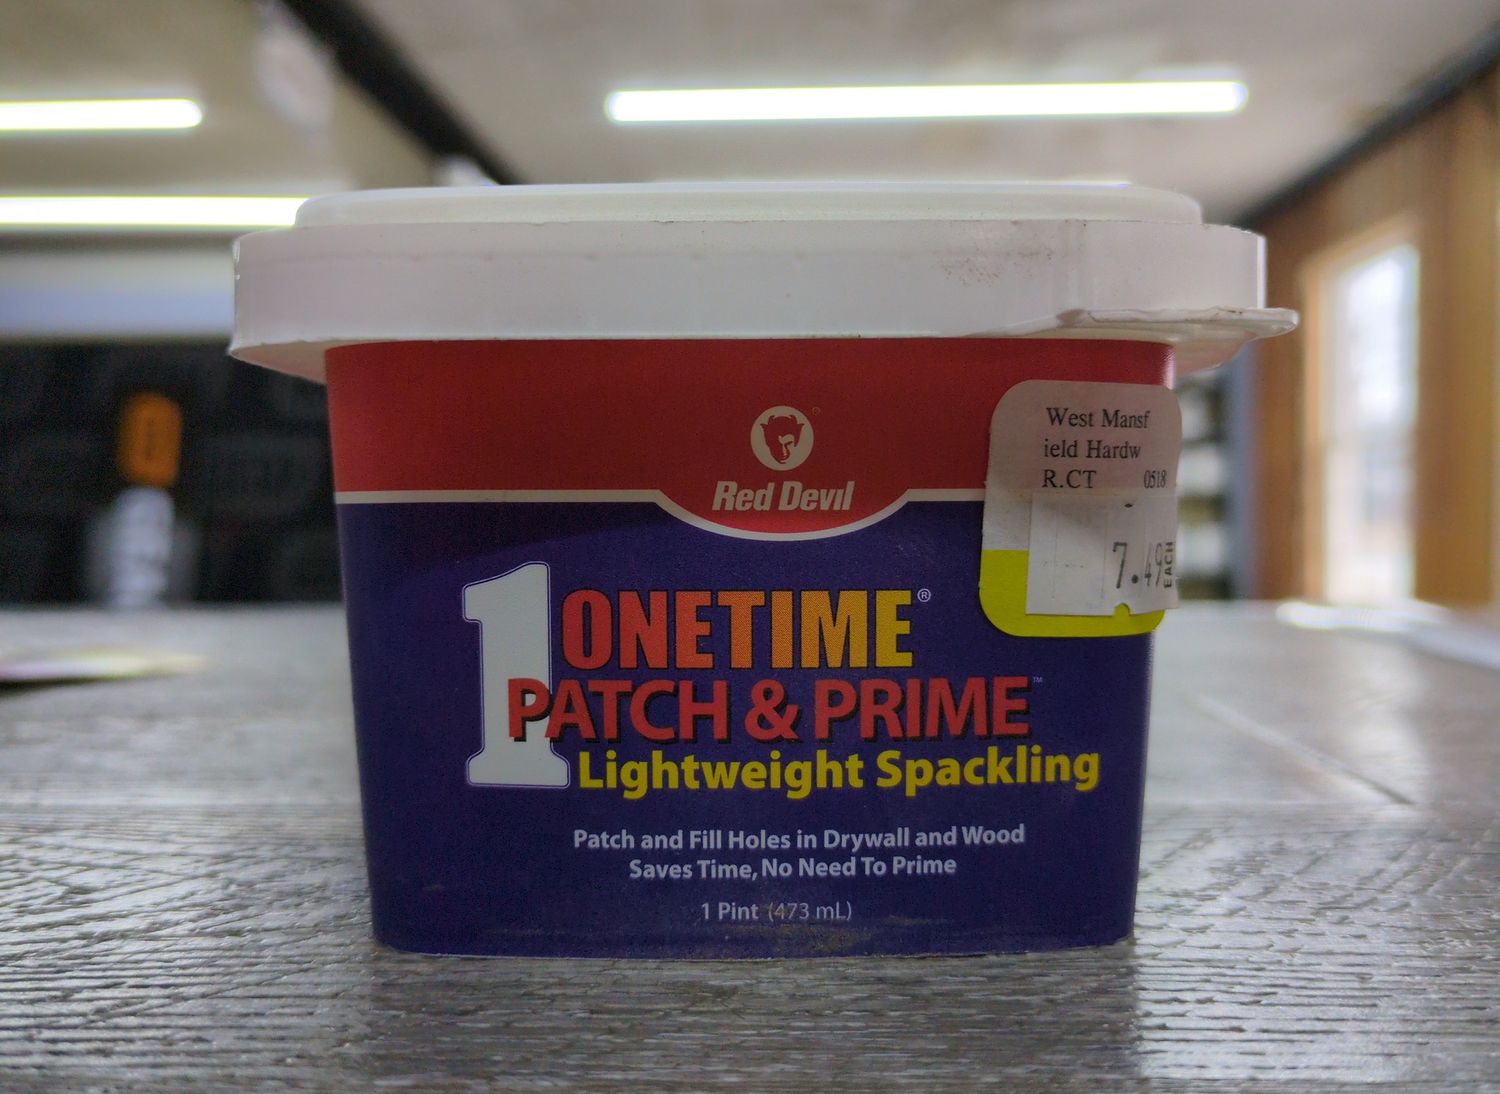 Red Devil
West Mansf
ield Hardw
R.CT 0518
7.49 EACH
1 ONETIME®
PATCH & PRIME™
Lightweight Spackling
Patch and Fill Holes in Drywall and Wood
Saves Time, No Need To Prime
1 Pint (473 mL)